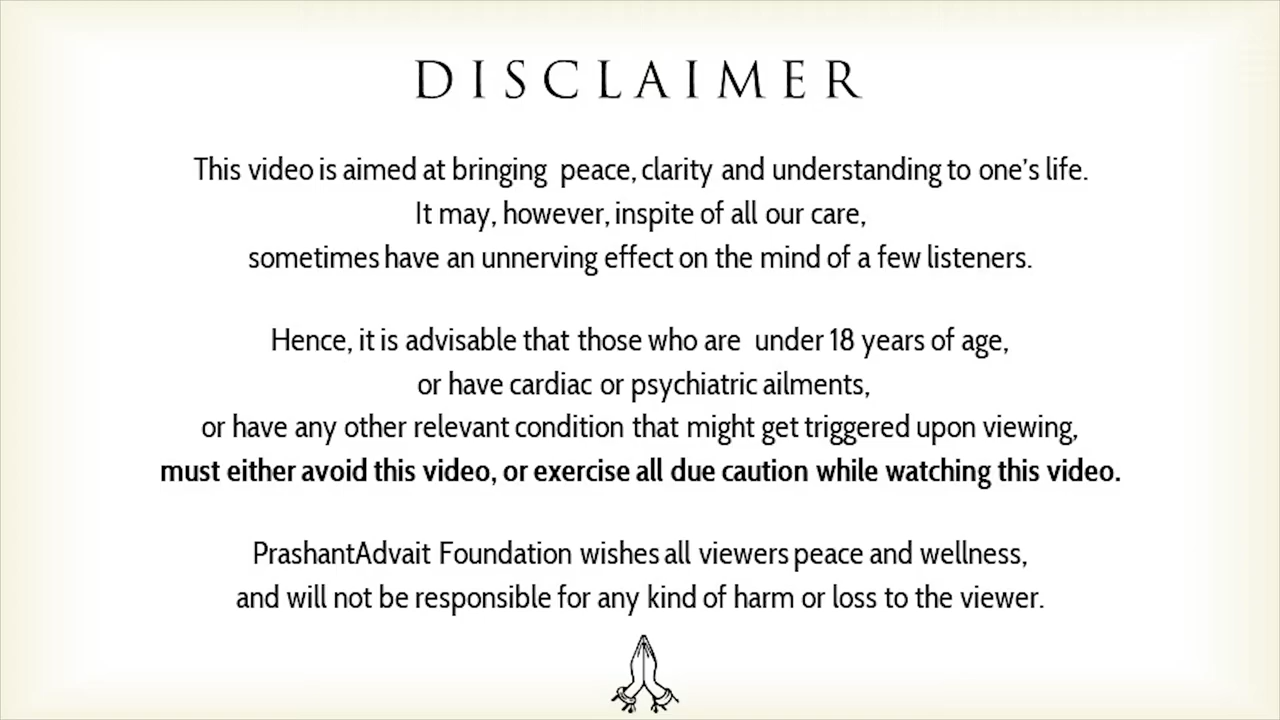 DISCLAIMER
This video is aimed at bringing peace, clarity and understanding to one's life.
It may, however, inspite of all our care,
sometimes have an unnerving effect on the mind of a few listeners.
Hence, it is advisable that those who are under 18 years of age,
or have cardiac or psychiatric ailments,
or have any other relevant condition that might get triggered upon viewing,
must either avoid this video, or exercise all due caution while watching this video.
PrashantAdvait Foundation wishes all viewers peace and wellness,
and will not be responsible for any kind of harm or loss to the viewer.